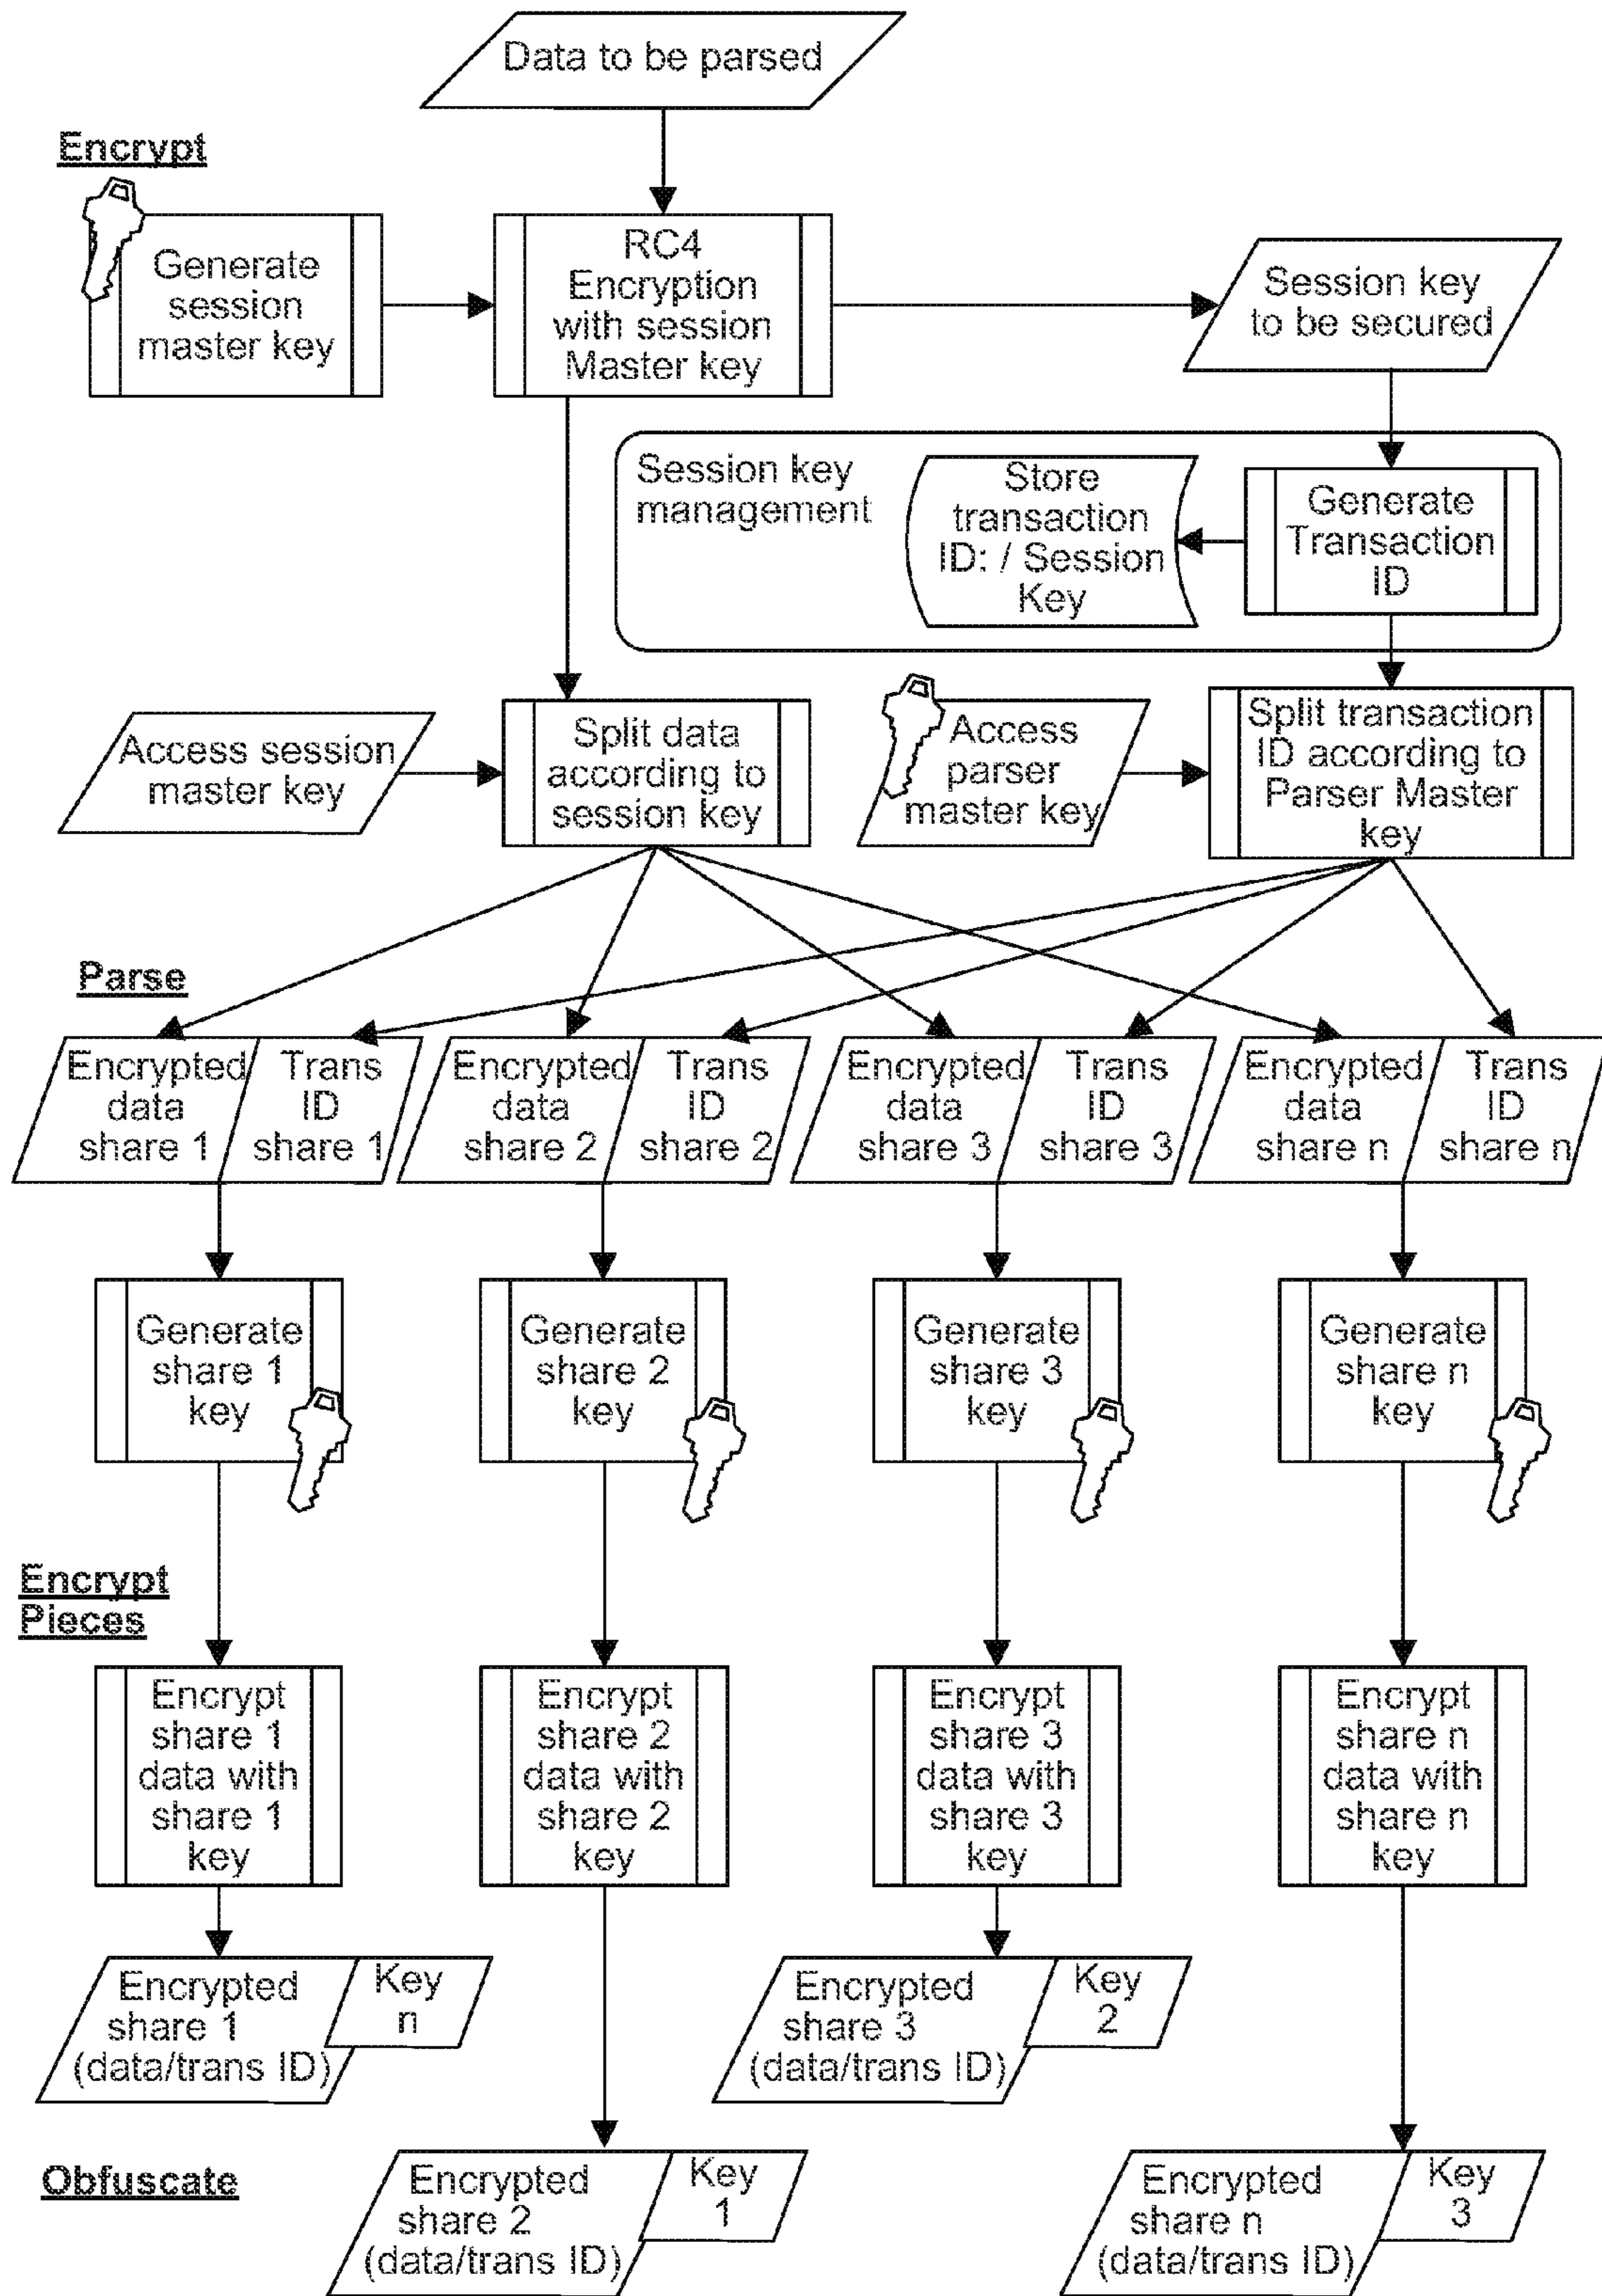 Data to be parsed
Encrypt
Generate
session
master key
RC4
Encryption
with session
Master key
Session key
to be secured
Session key
management
Store
transaction
ID: / Session
Key
Generate
Transaction
ID
Access session
master key
Split data
according to
session key
Access
parser
master key
Split transaction
ID according to
Parser Master
key
Parse
Encrypted
data
share 1
Trans
ID
share 1
Encrypted
data
share 2
Trans
ID
share 2
Encrypted
data
share 3
Trans
ID
share 3
Encrypted
data
share n
Trans
ID
share n
Generate
share 1
key
Generate
share 2
key
Generate
share 3
key
Generate
share n
key
Encrypt
Pieces
Encrypt
share 1
data with
share 1
key
Encrypt
share 2
data with
share 2
key
Encrypt
share 3
data with
share 3
key
Encrypt
share n
data with
share n
key
Encrypted
share 1
(data/trans ID)
Key
n
Encrypted
share 3
(data/trans ID)
Key
2
Obfuscate
Encrypted
share 2
(data/trans ID)
Key
1
Encrypted
share n
(data/trans ID)
Key
3